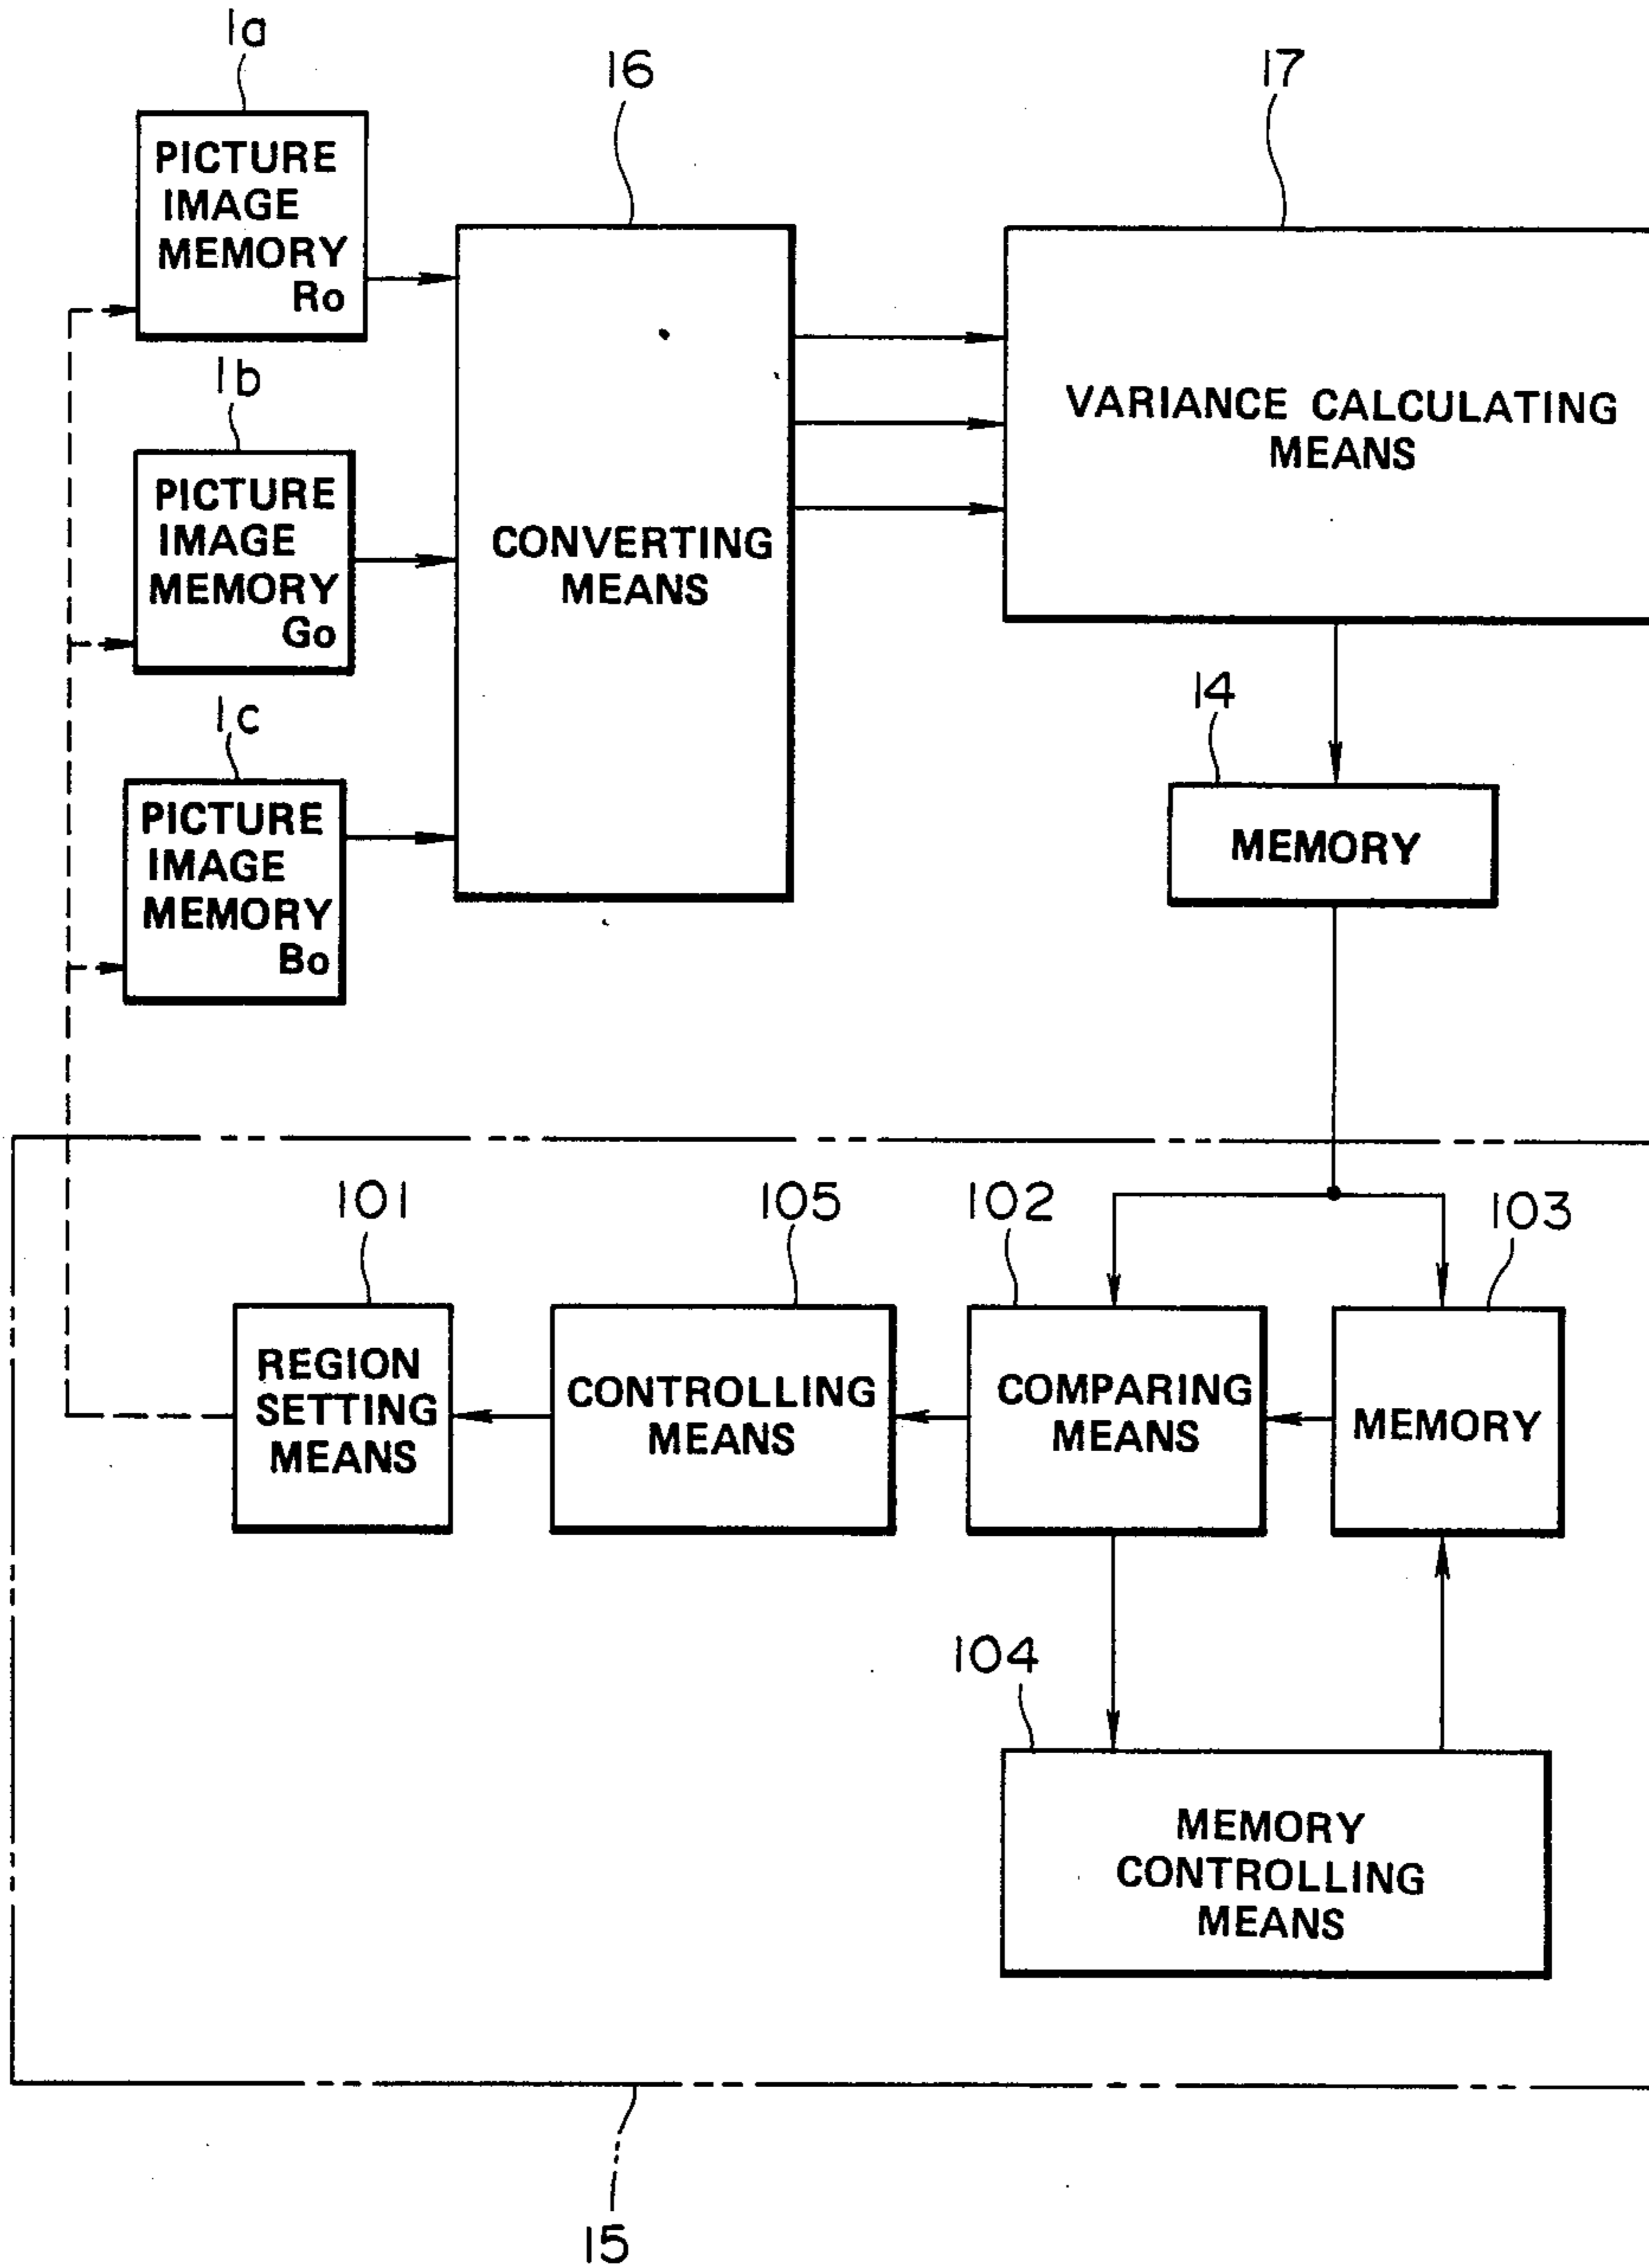 1a
PICTURE
IMAGE
MEMORY
Ro
16
17
1b
PICTURE
IMAGE
MEMORY
Go
CONVERTING
MEANS
VARIANCE CALCULATING
MEANS
1c
PICTURE
IMAGE
MEMORY
Bo
14
MEMORY
101
REGION
SETTING
MEANS
105
CONTROLLING
MEANS
102
COMPARING
MEANS
103
MEMORY
104
MEMORY
CONTROLLING
MEANS
15